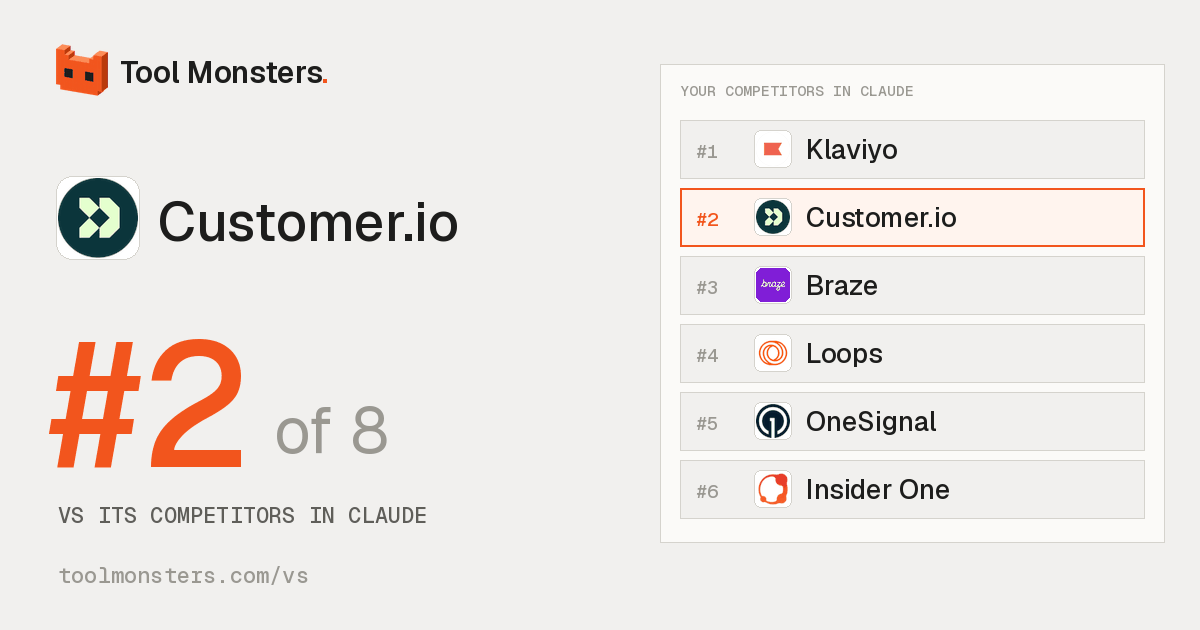 Tool Monsters.
Customer.io
#2 of 8
VS ITS COMPETITORS IN CLAUDE
toolmonsters.com/vs
YOUR COMPETITORS IN CLAUDE
#1 Klaviyo
#2 Customer.io
#3 braze Braze
#4 Loops
#5 OneSignal
#6 Insider One